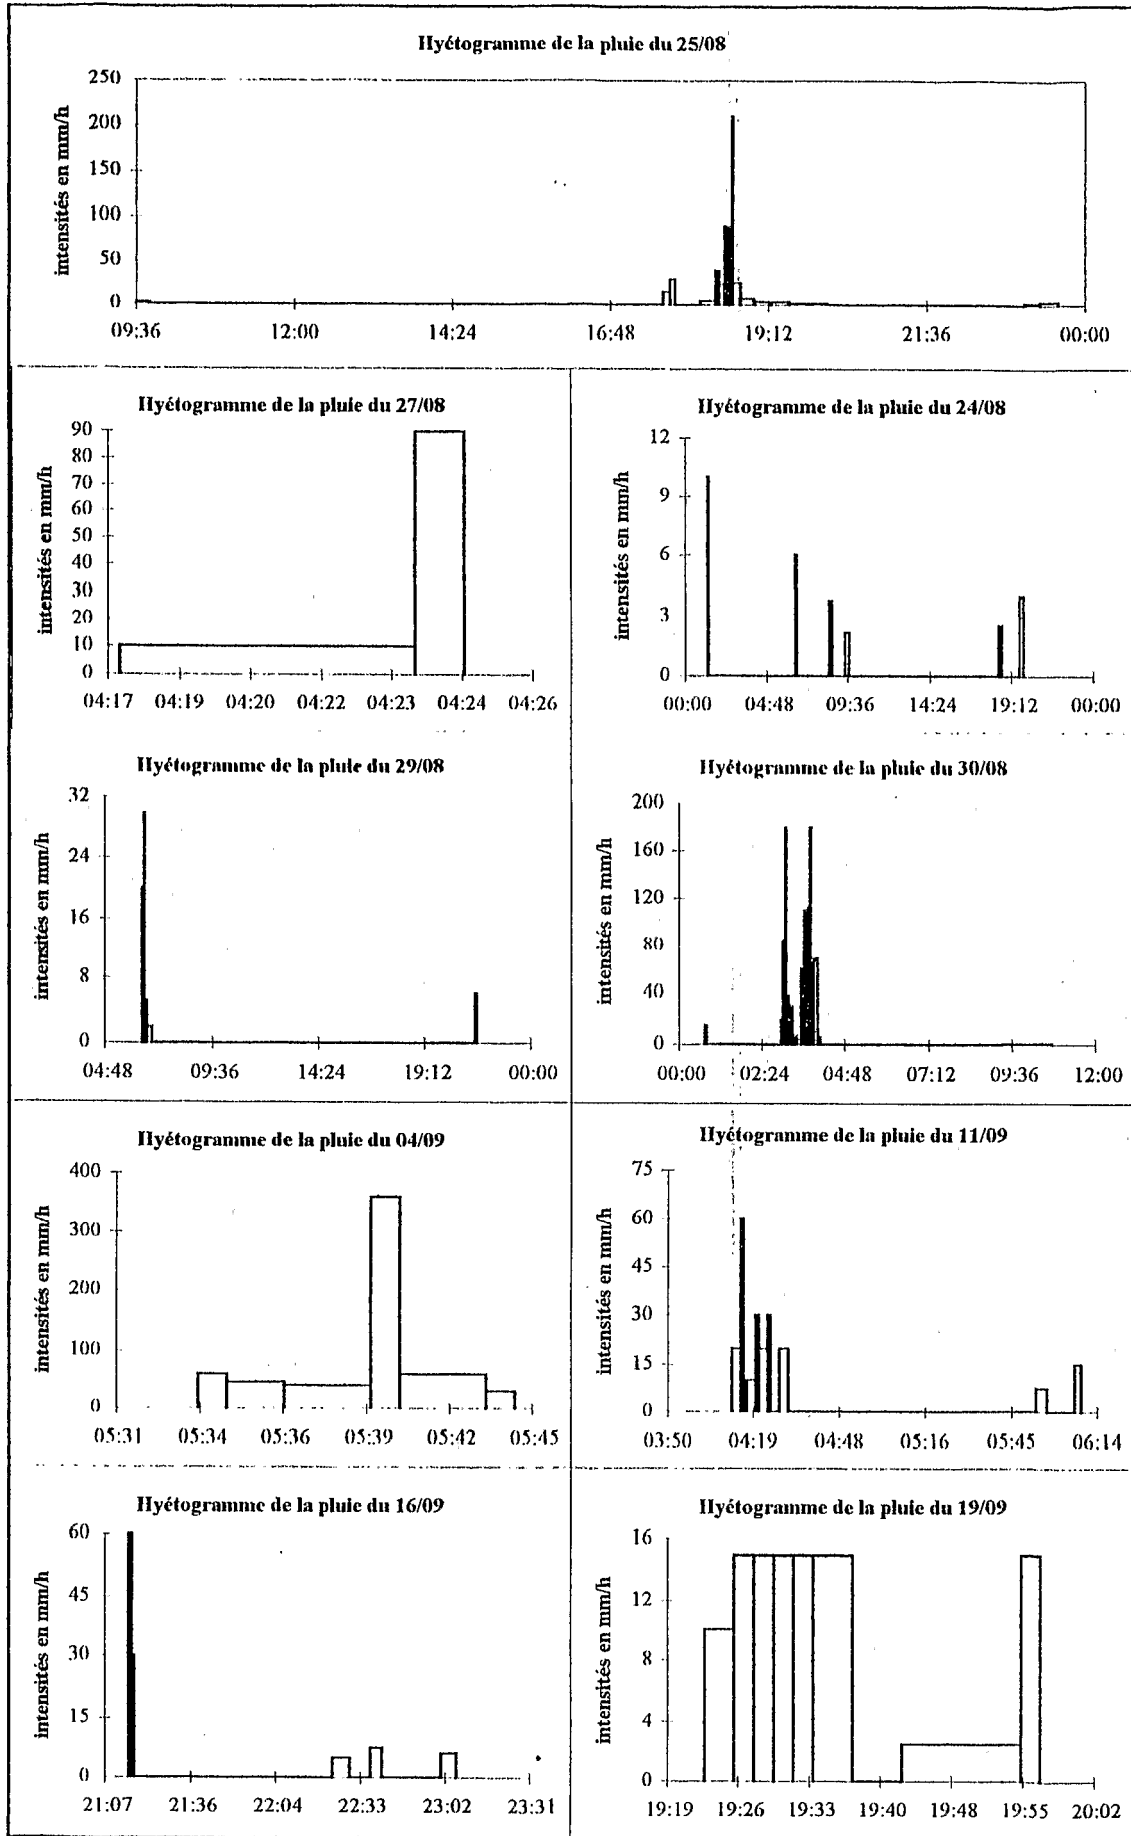 Hyétogramme de la pluie du 25/08
intensités en mm/h
250
200
150
100
50
0
09:36 12:00 14:24 16:48 19:12 21:36 00:00
Hyétogramme de la pluie du 27/08
intensités en mm/h
90
80
70
60
50
40
30
20
10
0
04:17 04:19 04:20 04:22 04:23 04:24 04:26
Hyétogramme de la pluie du 24/08
intensités en mm/h
12
9
6
3
0
00:00 04:48 09:36 14:24 19:12 00:00
Hyétogramme de la pluie du 29/08
intensités en mm/h
32
24
16
8
0
04:48 09:36 14:24 19:12 00:00
Hyétogramme de la pluie du 30/08
intensités en mm/h
200
160
120
80
40
0
00:00 02:24 04:48 07:12 09:36 12:00
Hyétogramme de la pluie du 04/09
intensités en mm/h
400
300
200
100
0
05:31 05:34 05:36 05:39 05:42 05:45
Hyétogramme de la pluie du 11/09
intensités en mm/h
75
60
45
30
15
0
03:50 04:19 04:48 05:16 05:45 06:14
Hyétogramme de la pluie du 16/09
intensités en mm/h
60
45
30
15
0
21:07 21:36 22:04 22:33 23:02 23:31
Hyétogramme de la pluie du 19/09
intensités en mm/h
16
12
8
4
0
19:19 19:26 19:33 19:40 19:48 19:55 20:02